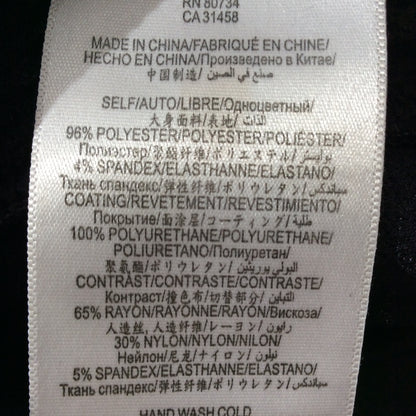 RN 80734
CA 31458
MADE IN CHINA/FABRIQUÉ EN CHINE/
HECHO EN CHINA/Произведено в Китае/
中国制造/ صنع في الصين
SELF/AUTO/LIBRE/Одноцветный/
大身面料/表地/ الذات
96% POLYESTER/POLYESTER/POLIÉSTER/
Полиэстер/聚酯纤维/ポリエステル/بوليستر
4% SPANDEX/ELASTHANNE/ELASTANO/
Ткань спандекс/弹性纤维/ポリウレタン/سباندكس
COATING/REVETEMENT/REVESTIMIENTO/
Покрытие/面涂层/コーティング/طلية
100% POLYURETHANE/POLYURETHANE/
POLIURETANO/Полиуретан/
聚氨酯/ポリウレタン/البولي يوريثين
CONTRAST/CONTRASTE/CONTRASTE/
Контраст/撞色布/切替部分/التباين
65% RAYON/RAYONNE/RAYÓN/Вискоза/
人造丝, 人造纤维/レーヨン/رايون
30% NYLON/NYLON/NILON/
Нейлон/尼龙/ナイロン/نيلون
5% SPANDEX/ELASTHANNE/ELASTANO/
Ткань спандекс/弹性纤维/ポリウレタン/سباندكس
HAND WASH COLD